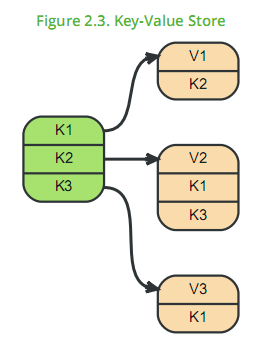 Figure 2.3. Key-Value Store
K1
K2
K3
V1
K2
V2
K1
K3
V3
K1